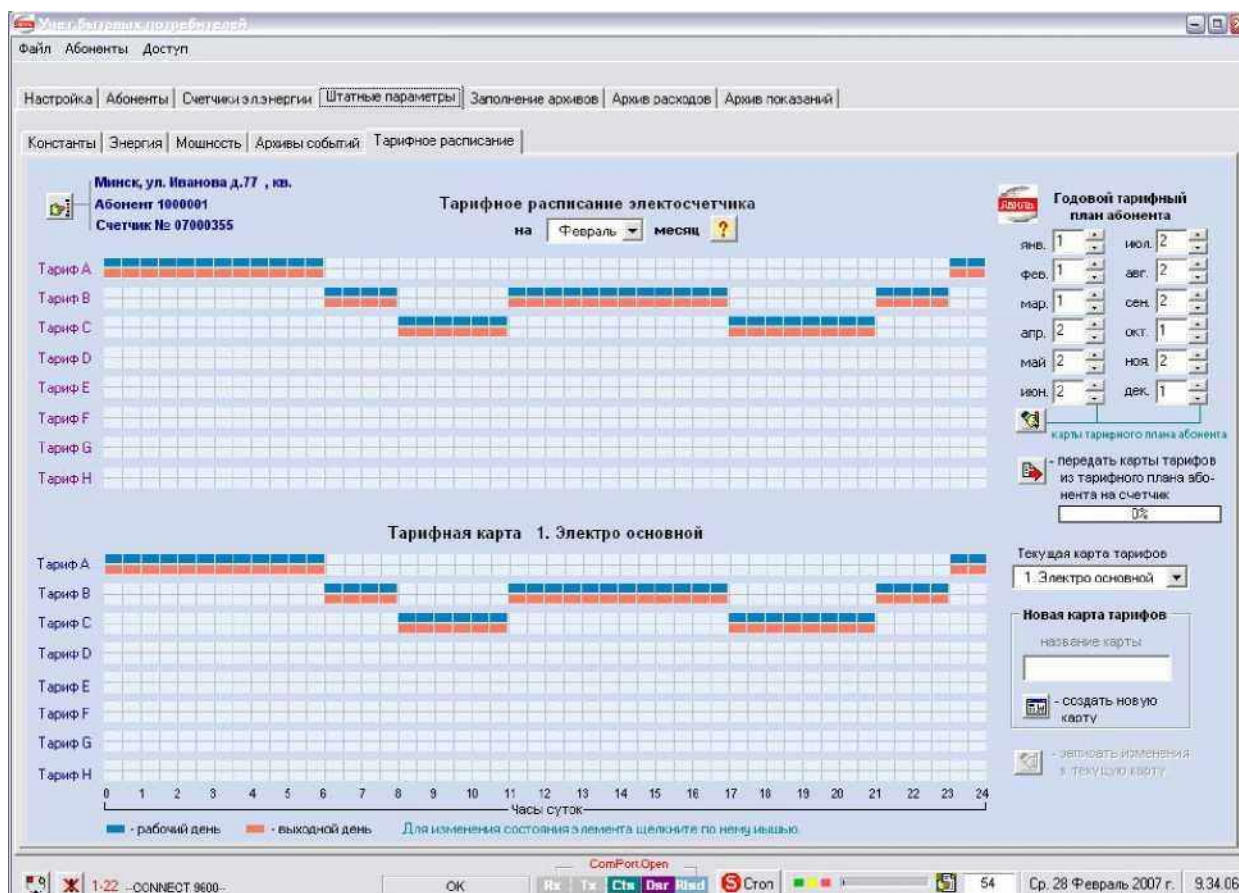 Учет бытовых потребителей
Файл Абоненты Доступ
Настройка Абоненты Счетчики эл.энергии Штатные параметры Заполнение архивов Архив расходов Архив показаний
Константы Энергия Мощность Архивы событий Тарифное расписание
Минск, ул. Иванова д.77 , кв.
Абонент 1000001
Счетчик № 07000355
Тарифное расписание электосчетчика
на Февраль месяц ?
Тариф A
Тариф B
Тариф C
Тариф D
Тариф E
Тариф F
Тариф G
Тариф H
Годовой тарифный
план абонента
янв. 1 июл. 2
фев. 1 авг. 2
мар. 1 сен. 2
апр. 2 окт. 1
май 2 ноя. 2
июн. 2 дек. 1
карты тарифного плана абонента
- передать карты тарифов
из тарифного плана або-
нента на счетчик
0%
Тарифная карта 1. Электро основной
Тариф A
Тариф B
Тариф C
Тариф D
Тариф E
Тариф F
Тариф G
Тариф H
0 1 2 3 4 5 6 7 8 9 10 11 12 13 14 15 16 17 18 19 20 21 22 23 24
Часы суток
- рабочий день - выходной день Для изменения состояния элемента щелкните по нему мышью.
Текущая карта тарифов
1. Электро основной
Новая карта тарифов
название карты
- создать новую
карту
- записать изменения
в текущую карту
ComPort.Open
1-22 --CONNECT 9600-- OK Rx Tx Cts Dsr Rlsd Стоп 54 Ср. 28 Февраль 2007 г. 9.34.06